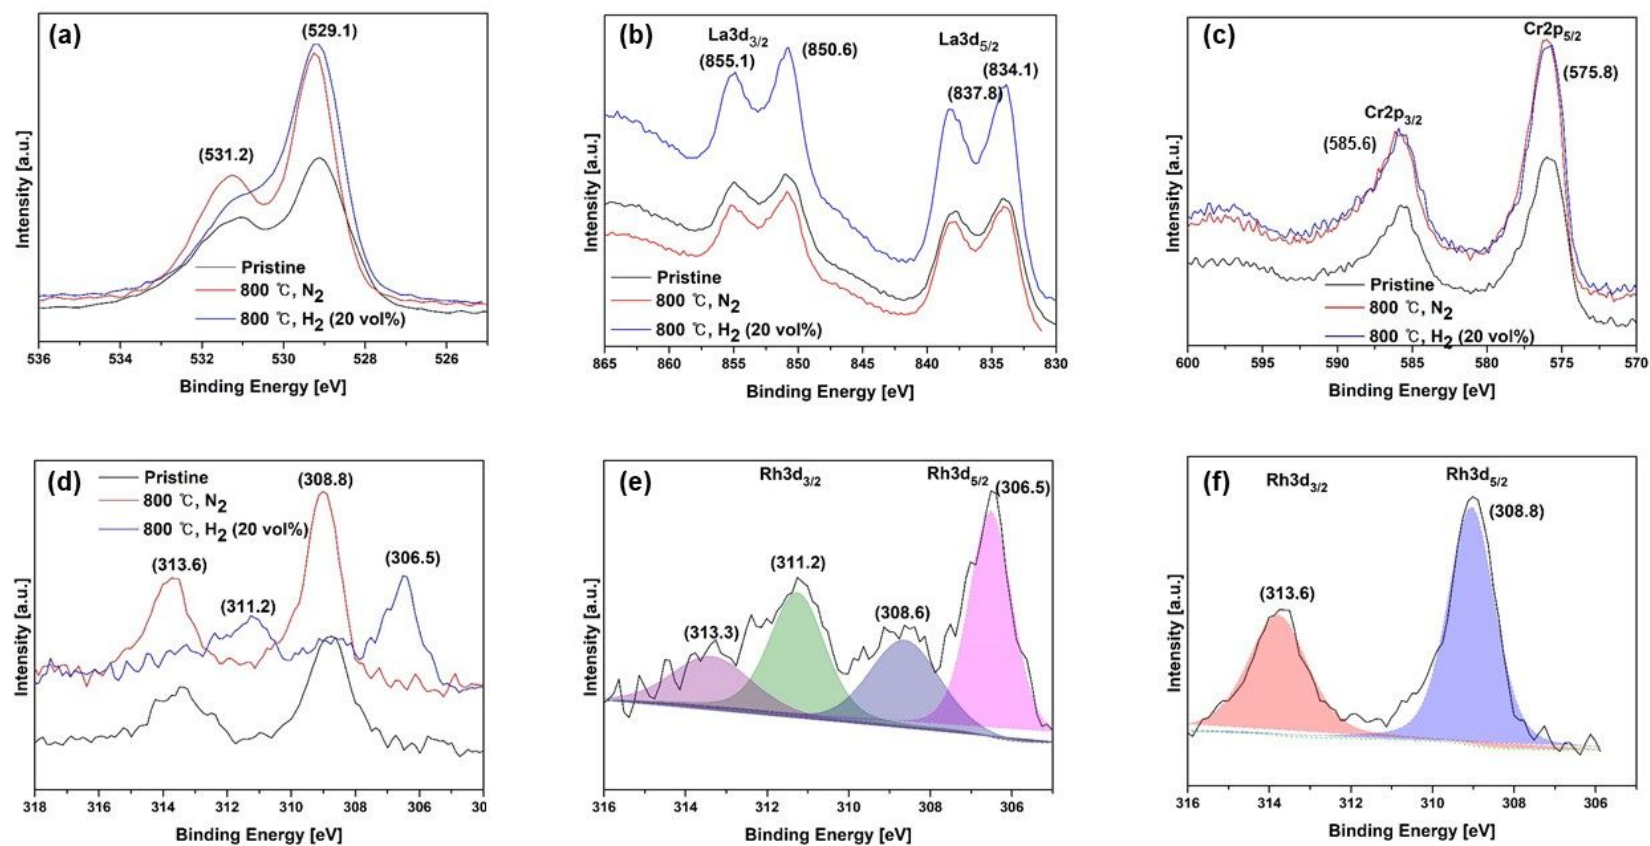 (a)
(529.1)
(531.2)
Intensity [a.u.]
Pristine
800 ℃, N2
800 ℃, H2 (20 vol%)
536 534 532 530 528 526
Binding Energy [eV]
(b)
La3d3/2
(855.1)
(850.6)
La3d5/2
(834.1)
(837.8)
Intensity [a.u.]
Pristine
800 ℃, N2
800 ℃, H2 (20 vol%)
865 860 855 850 845 840 835 830
Binding Energy [eV]
(c)
Cr2p5/2
(575.8)
Cr2p3/2
(585.6)
Intensity [a.u.]
Pristine
800 ℃, N2
800 ℃, H2 (20 vol%)
600 595 590 585 580 575 570
Binding Energy [eV]
(d)
Pristine
800 ℃, N2
800 ℃, H2 (20 vol%)
(308.8)
(313.6)
(311.2)
(306.5)
Intensity [a.u.]
318 316 314 312 310 308 306 30
Binding Energy [eV]
(e)
Rh3d3/2
Rh3d5/2
(306.5)
(311.2)
(308.6)
(313.3)
Intensity [a.u.]
316 314 312 310 308 306
Binding Energy [eV]
(f)
Rh3d3/2
Rh3d5/2
(308.8)
(313.6)
Intensity [a.u.]
316 314 312 310 308 306
Binding Energy [eV]